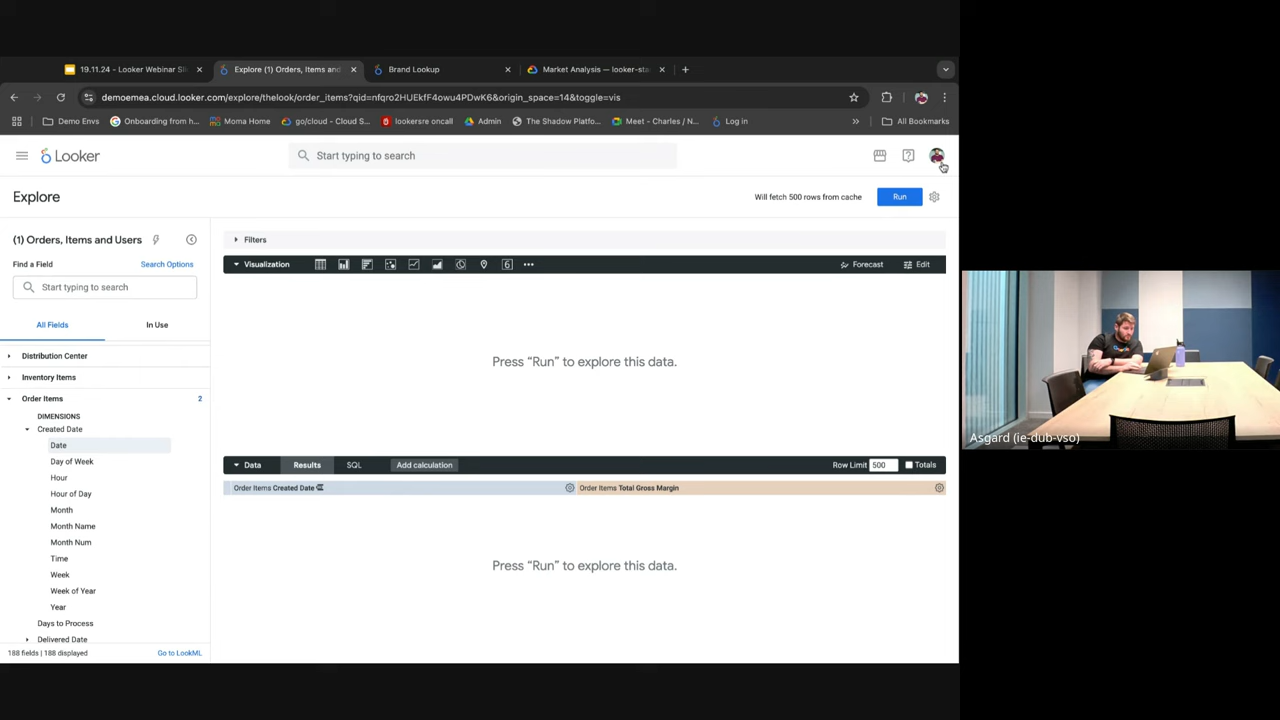 19.11.24 - Looker Webinar Sli
Explore (1) Orders, Items and
Brand Lookup
Market Analysis — looker-sta
demoemea.cloud.looker.com/explore/thelook/order_items?qid=nfqro2HUEkfF4owu4PDwK6&origin_space=14&toggle=vis
Demo Envs
Onboarding from h...
Moma Home
go/cloud - Cloud S...
lookersre oncall
Admin
The Shadow Platfo...
Meet - Charles / N...
Log in
All Bookmarks
Looker
Start typing to search
Explore
Will fetch 500 rows from cache
Run
(1) Orders, Items and Users
Filters
Find a Field
Search Options
Visualization
6
Forecast
Edit
Start typing to search
All Fields
In Use
Distribution Center
Inventory Items
Order Items
2
DIMENSIONS
Created Date
Date
Day of Week
Hour
Hour of Day
Month
Month Name
Month Num
Time
Week
Week of Year
Year
Days to Process
Delivered Date
188 fields | 188 displayed
Go to LookML
Press “Run” to explore this data.
Data
Results
SQL
Add calculation
Row Limit
500
Totals
Order Items Created Date
Order Items Total Gross Margin
Press “Run” to explore this data.
Asgard (ie-dub-vso)